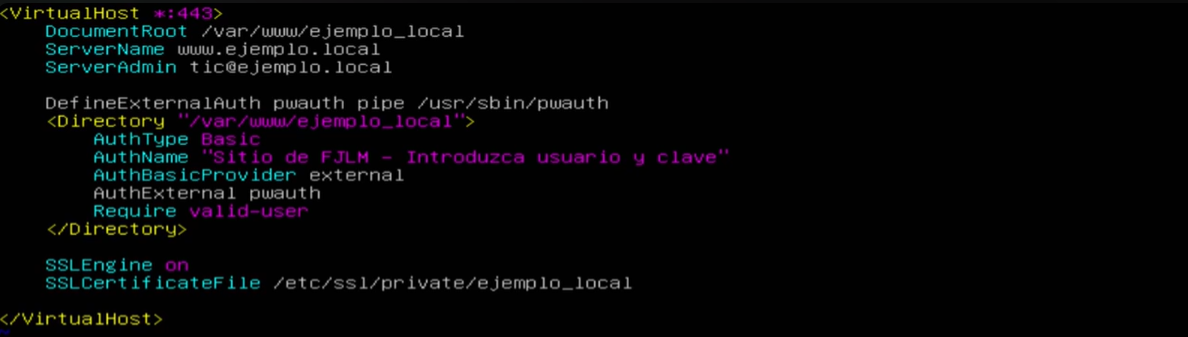 <VirtualHost *:443>
DocumentRoot /var/www/ejemplo_local
ServerName www.ejemplo.local
ServerAdmin tic@ejemplo.local
DefineExternalAuth pwauth pipe /usr/sbin/pwauth
<Directory "/var/www/ejemplo_local">
AuthType Basic
AuthName "Sitio de FJLM - Introduzca usuario y clave"
AuthBasicProvider external
AuthExternal pwauth
Require valid-user
</Directory>
SSLEngine on
SSLCertificateFile /etc/ssl/private/ejemplo_local
</VirtualHost>